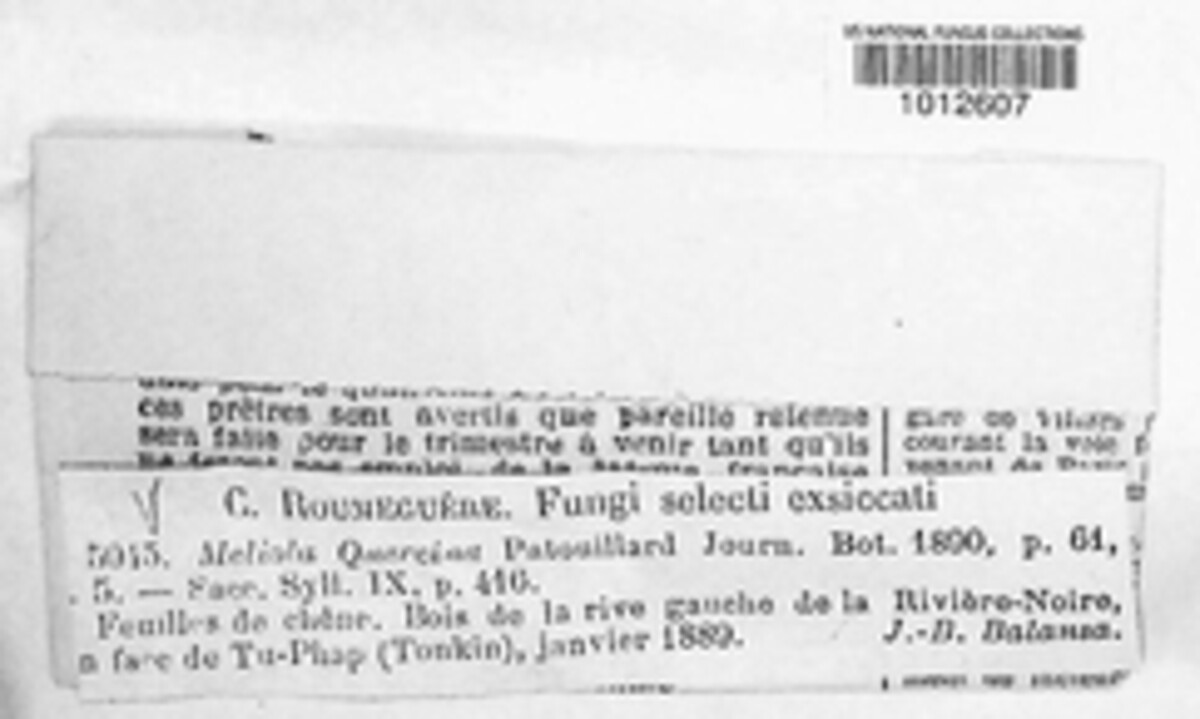 US NATIONAL FUNGUS COLLECTIONS
1012607
ces prêtres sont avertis que pareille retenue
sera faite pour le trimestre à venir tant qu'ils
française
courant la voie
C. ROUMEGUÈRE. Fungi selecti exsiccati
Meliola Quercina Patouillard Journ. Bot. 1890, p. 61,
5. — Sacc. Syll. IX, p. 416.
Feuilles de chêne. Bois de la rive gauche de la Rivière-Noire,
n face de Tu-Phap (Tonkin), janvier 1889. J.-B. Balansa.